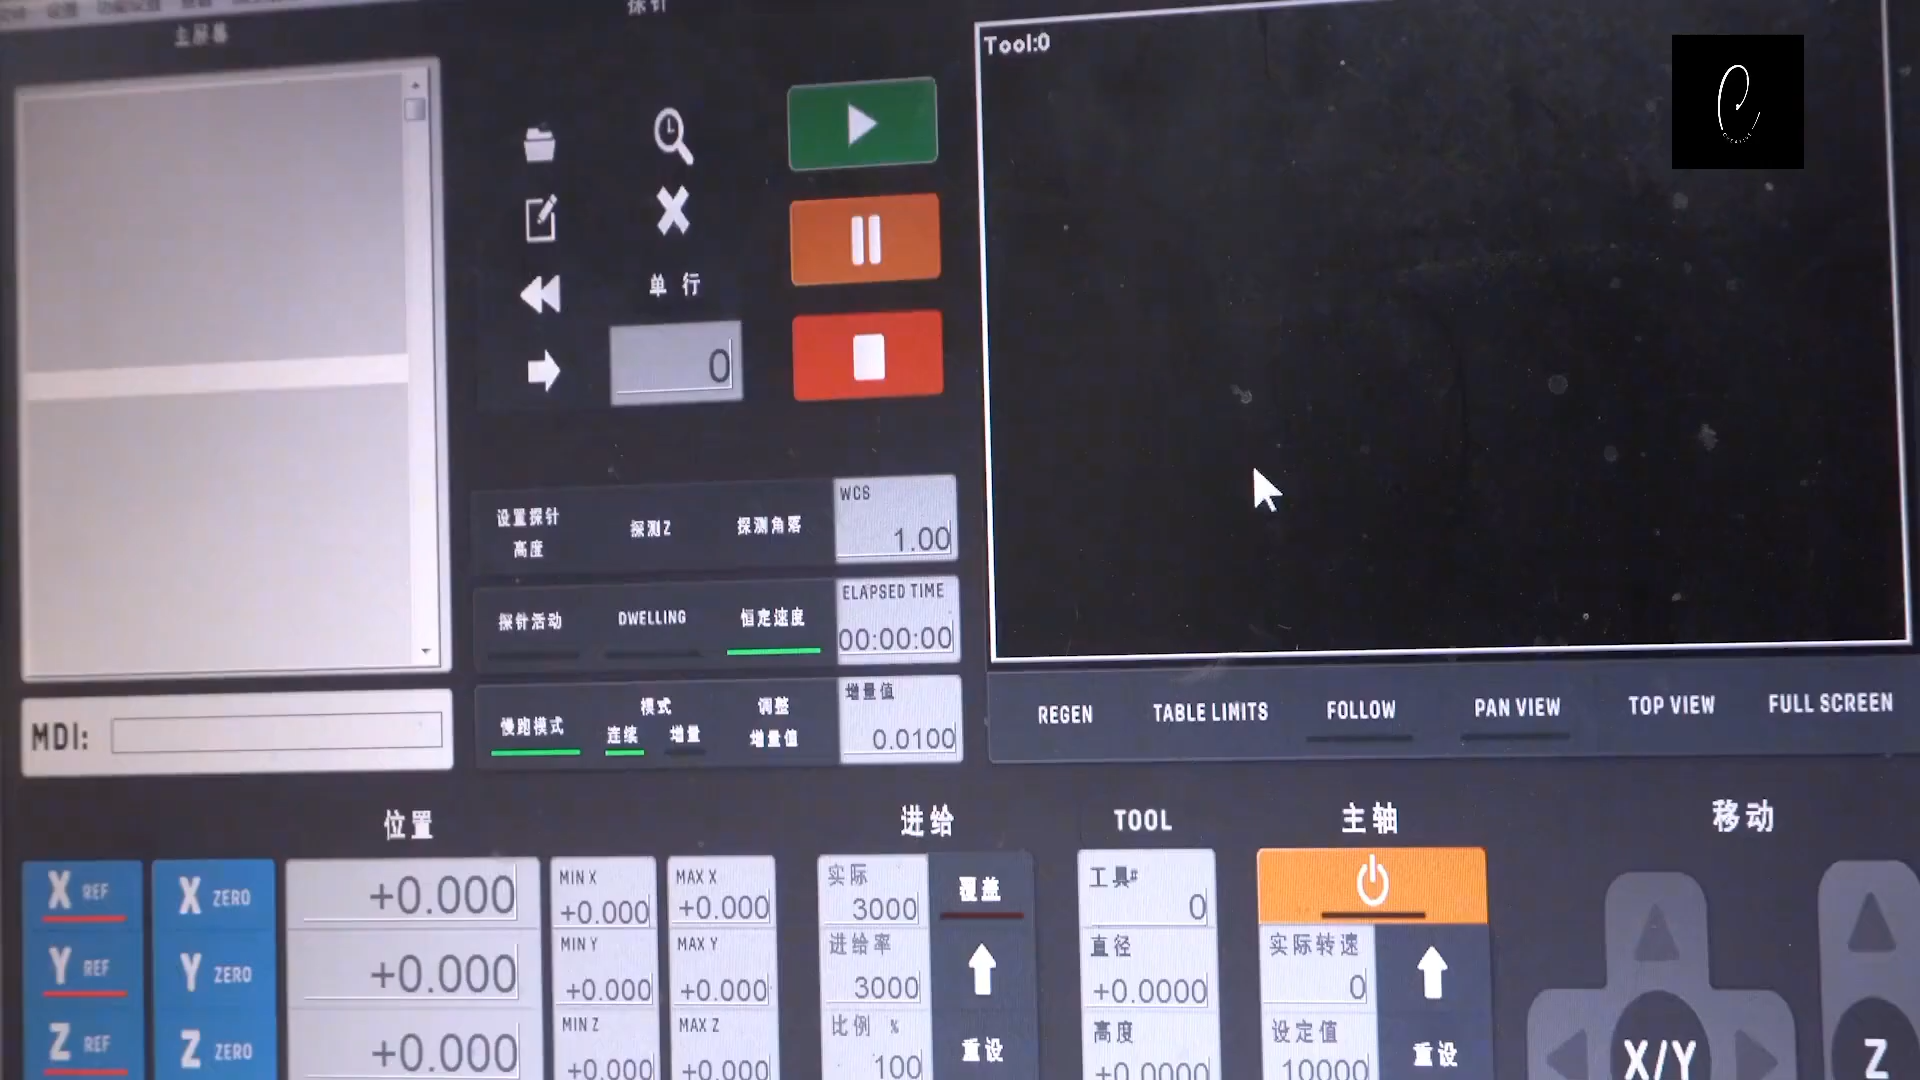 主屏幕
探针
Tool:0
单 行
0
设置探针
高度
探测Z
探测角落
WCS
1.00
探针活动
DWELLING
恒定速度
ELAPSED TIME
00:00:00
慢跑模式
模式
连续
增量
调整
增量值
增量值
0.0100
MDI:
REGEN
TABLE LIMITS
FOLLOW
PAN VIEW
TOP VIEW
FULL SCREEN
位置
进给
TOOL
主轴
移动
X REF
X ZERO
+0.000
MIN X
+0.000
MAX X
+0.000
实际
3000
覆盖
工具#
0
Y REF
Y ZERO
+0.000
MIN Y
+0.000
MAX Y
+0.000
进给率
3000
直径
+0.0000
实际转速
0
Z REF
Z ZERO
+0.000
MIN Z
+0.000
MAX Z
+0.000
比例 %
100
重设
高度
+0.0000
设定值
10000
重设
X/Y
Z